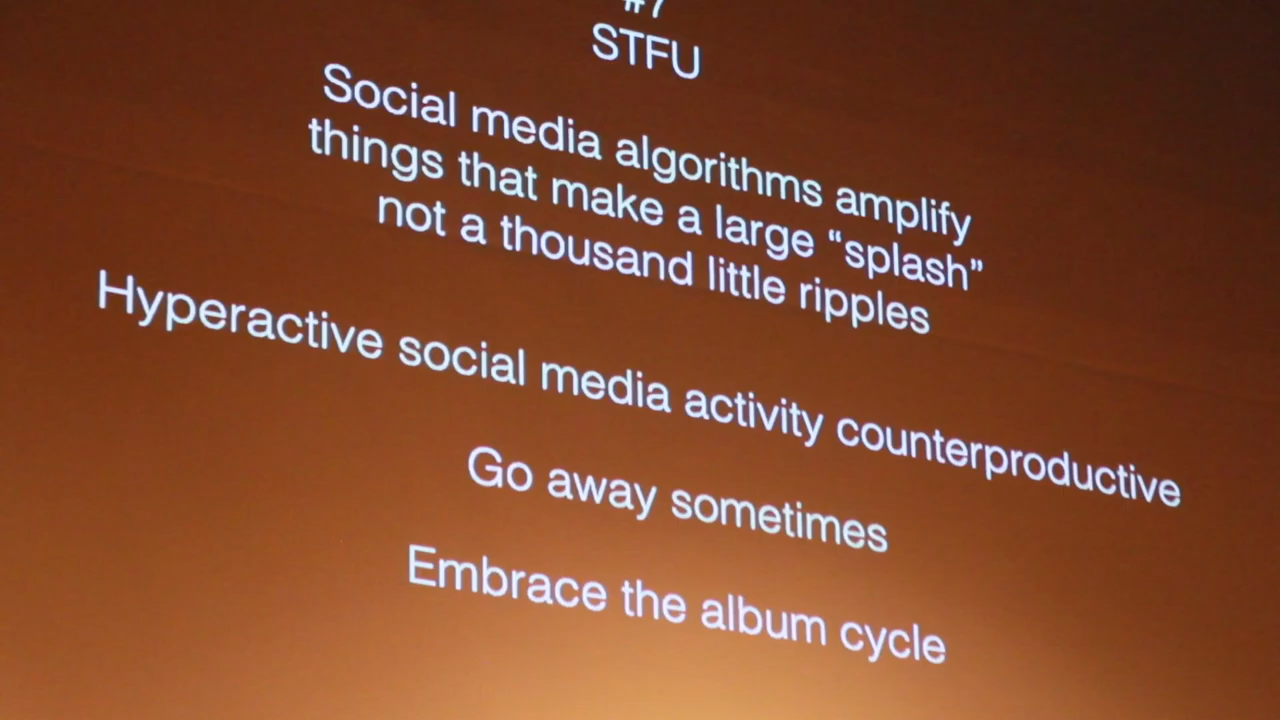 #7
STFU
Social media algorithms amplify
things that make a large “splash”
not a thousand little ripples
Hyperactive social media activity counterproductive
Go away sometimes
Embrace the album cycle